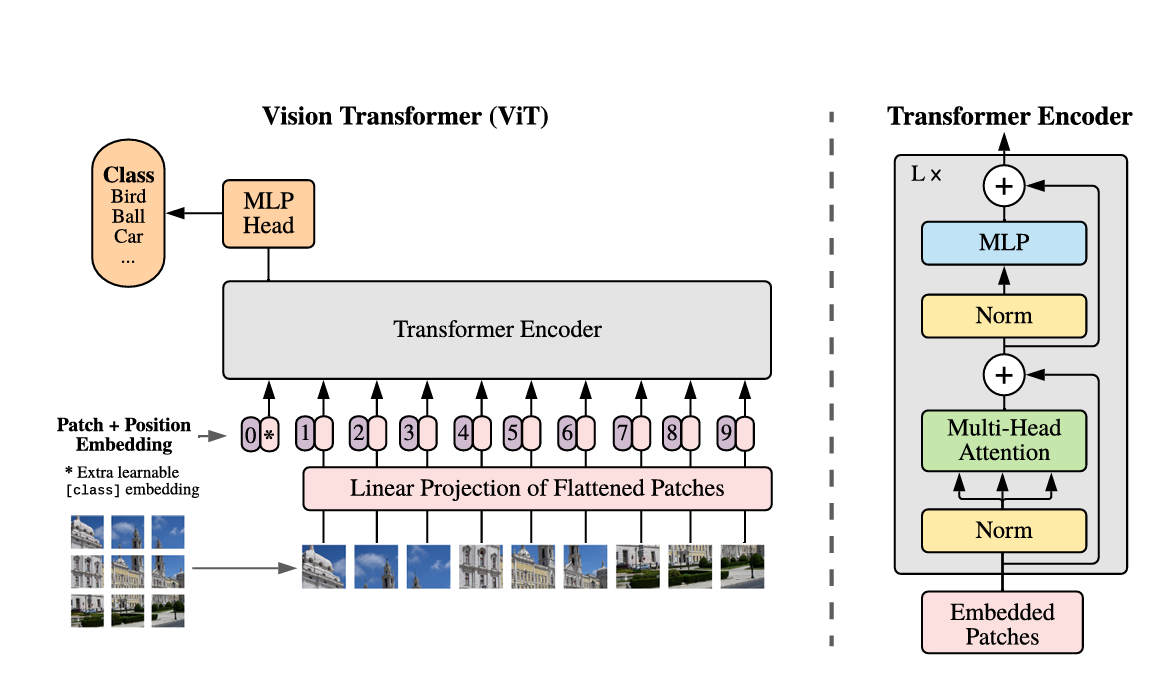 Vision Transformer (ViT)
Class
Bird
Ball
Car
...
MLP
Head
Transformer Encoder
Patch + Position
Embedding
0 * 1 2 3 4 5 6 7 8 9
* Extra learnable
[class] embedding
Linear Projection of Flattened Patches
Transformer Encoder
L ×
+
MLP
Norm
+
Multi-Head
Attention
Norm
Embedded
Patches